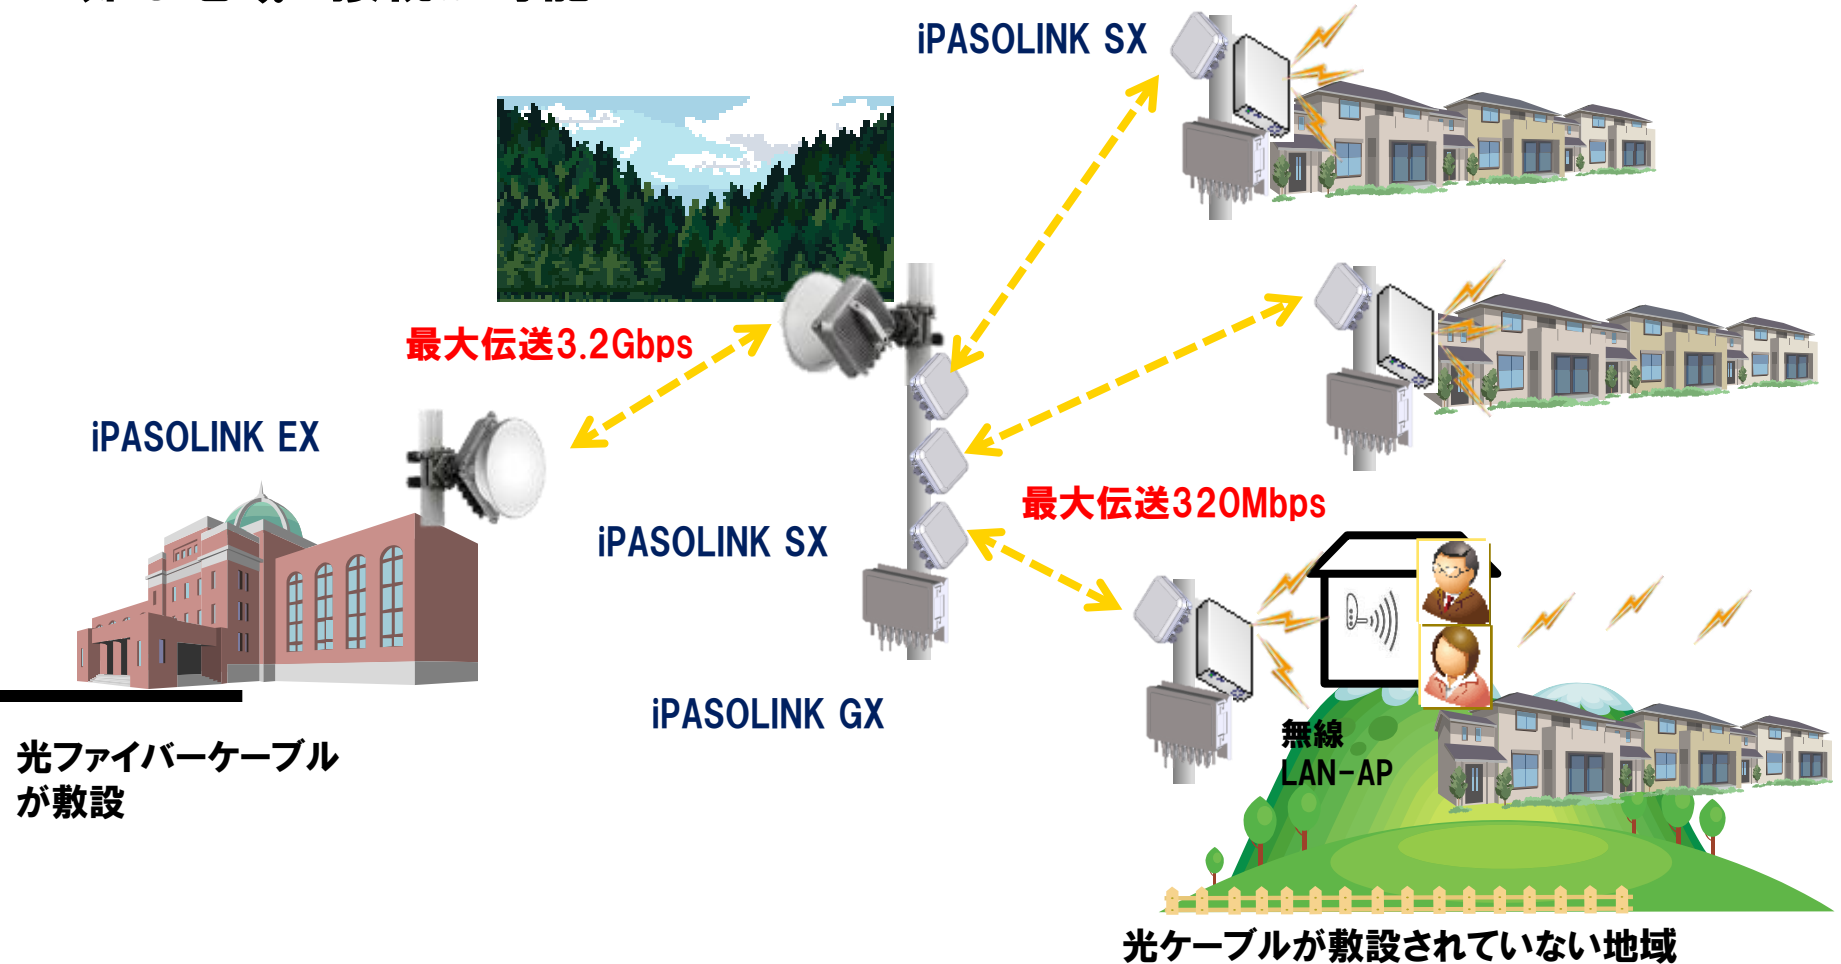 iPASOLINK SX
最大伝送3.2Gbps
iPASOLINK EX
最大伝送320Mbps
iPASOLINK SX
iPASOLINK GX
無線
LAN-AP
光ファイバーケーブル
が敷設
光ケーブルが敷設されていない地域